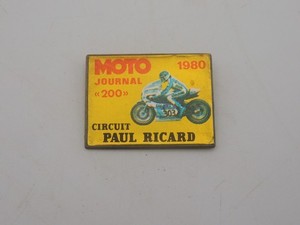 MOTO 1980
JOURNAL
«200»
CIRCUIT
PAUL RICARD